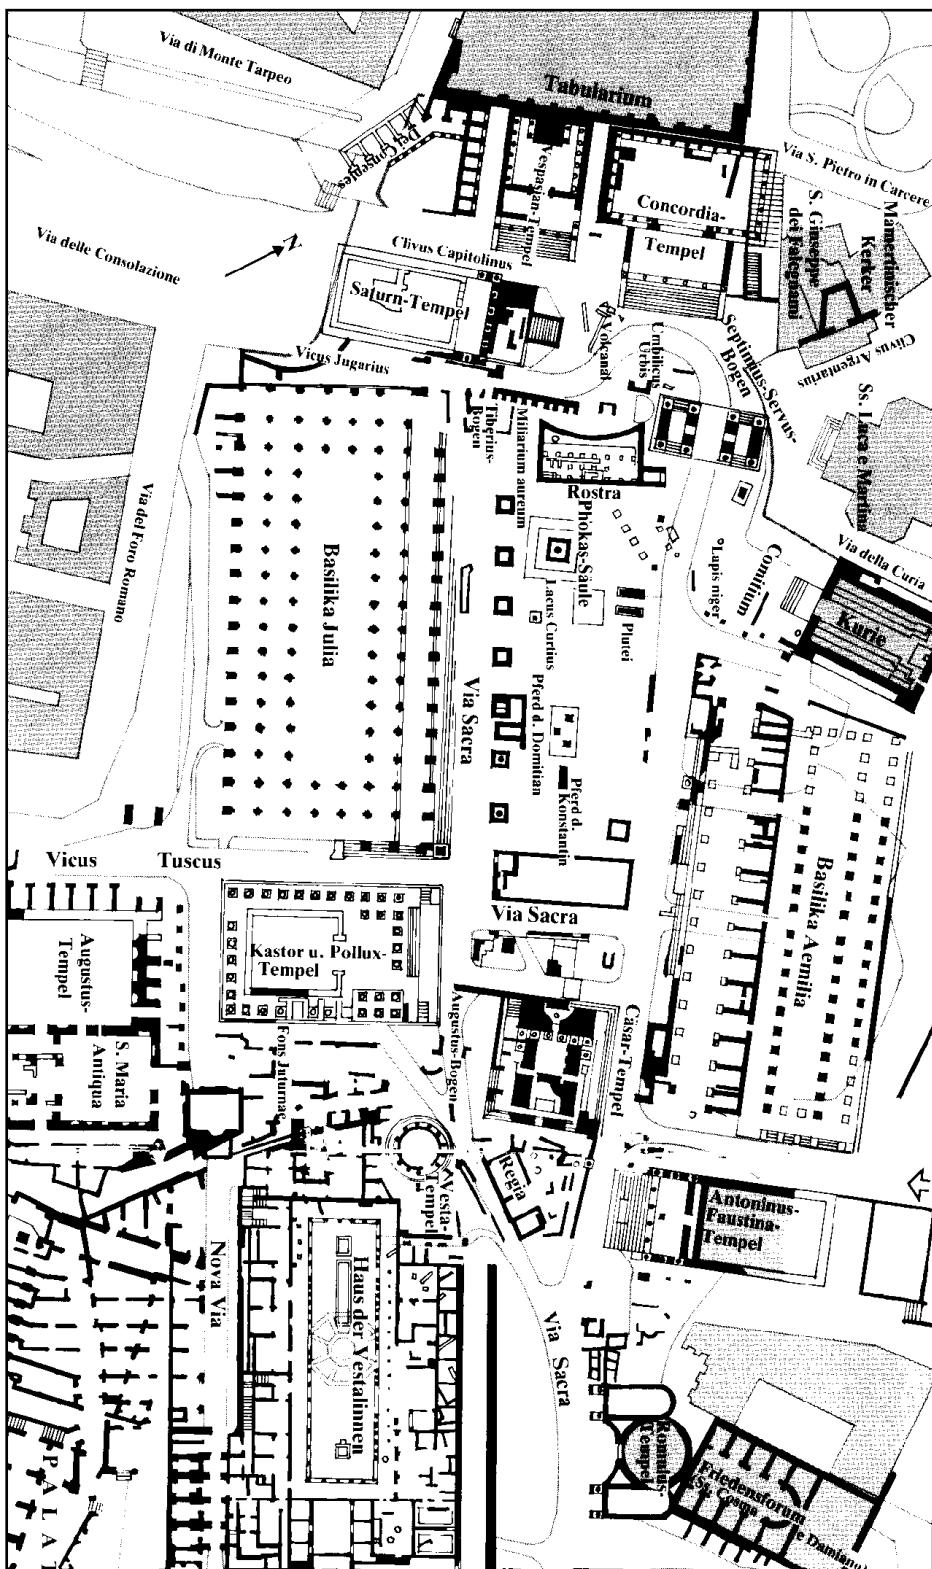 Via di Monte Tarpeo
Tabularium
Dei Consentes
Vespasian-Tempel
Concordia-
Tempel
Via S. Pietro in Carcere
S. Giuseppe
dei Falegnami
Mamertinischer
Kerker
Via delle Consolazione
N
Clivus Capitolinus
Saturn-Tempel
Volcanal
Umbilicus
Urbis
Septimus-Servus-
Bogen
Clivus Argentarius
Ss. Luca e Martina
Vicus Jugarius
Tiberius-
Bogen
Miliarium aureum
Rostra
Via del Foro Romano
Basilika Julia
Phokas-Säule
Lacus Curtius
Plutei
Lapis niger
Comitium
Via della Curia
Kurie
Via Sacra
Pferd d. Domitian
Pferd d.
Konstantin
Basilika Aemilia
Vicus Tuscus
Via Sacra
Augustus-
Tempel
Kastor u. Pollux-
Tempel
Augustus-Bogen
Cäsar-Tempel
S. Maria
Antiqua
Fons Juturnae
Vesta-
Tempel
Regia
Antoninus-
Faustina-
Tempel
Nova Via
Haus der Vestalinnen
Via Sacra
Romulus-
Tempel
Friedensforum
(Ss. Cosma e Damiano)
PALAT